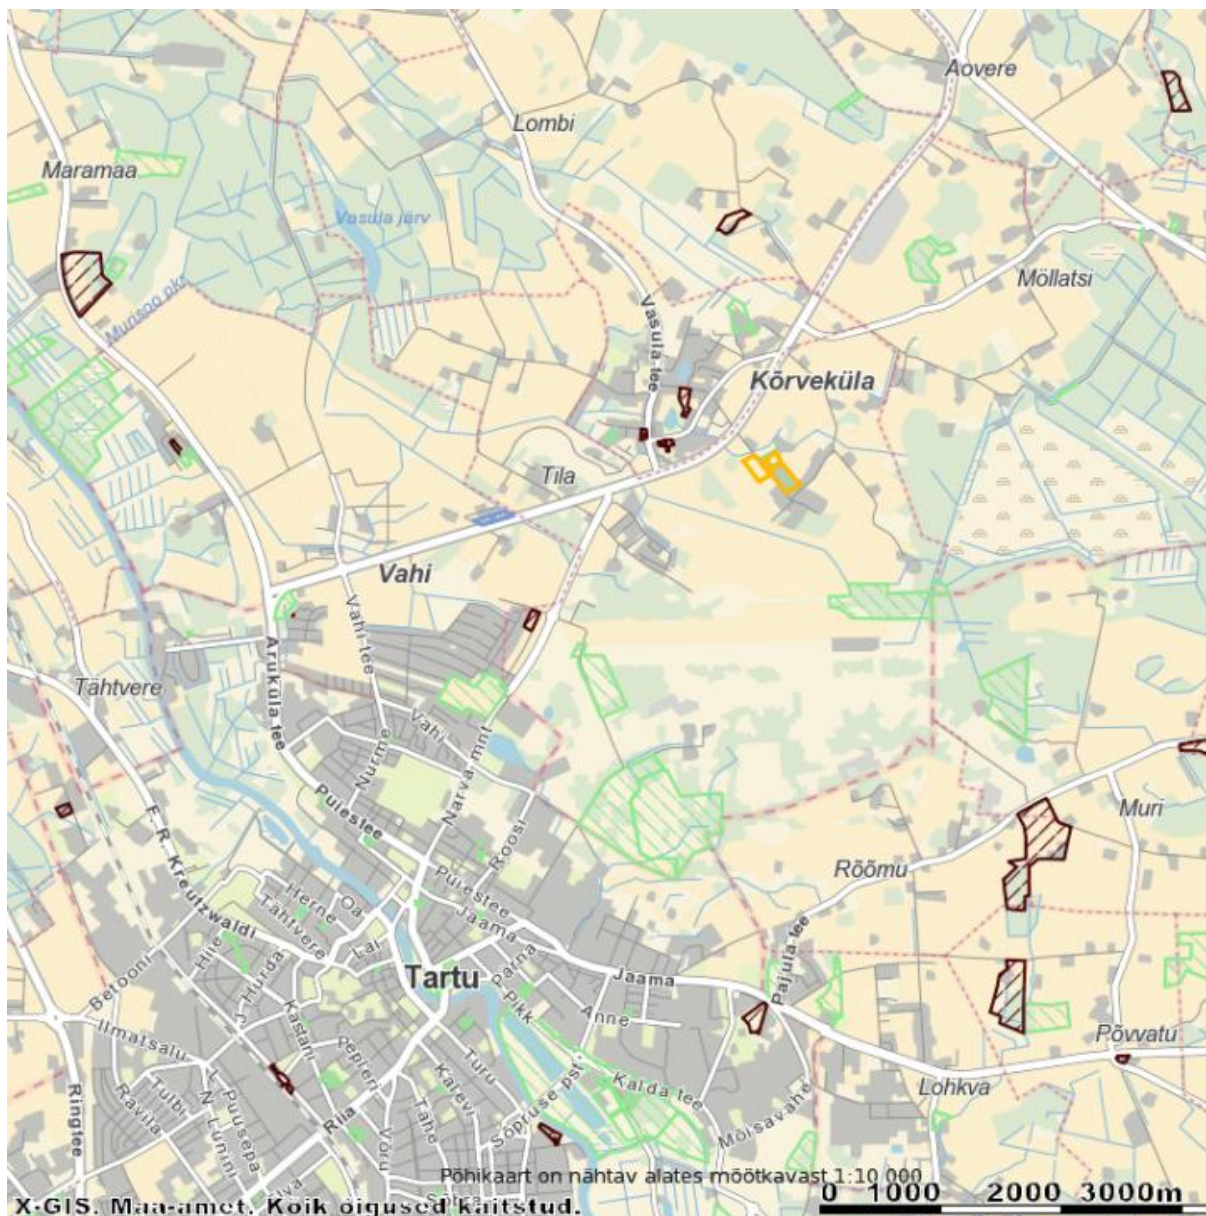 Aovere
Lombi
Maramaa
Vasula järv
Möllatsi
Murisoo pkr
Vasula tee
Kõrveküla
Tila
Vahi
Vahi tee
Aruküla tee
Tähtvere
Nurme
Vahi
Narva mnt
Puiestee
Roosi
Muri
F. R. Kreutzwaldi
Rõõmu
Puiestee
Herne
Oa
Tähtvere
Jaama
Lai
Hiie
J. Hurda
Pärna
Pajula tee
Betooni
Tartu
Jaama
Kastani
Pikk
Anne
Ilmatsalu
Põvvatu
Pepleri
Turu
Kalevi
Kalda tee
Lohkva
Tulbi
Ravila
L. Puusepa
N. Lunini
Riia
Ringtee
Võru
Tähe
Sõpruse pst.
Mõisavahe
Põhikaart on nähtav alates mõõtkavast 1:10 000
0 1000 2000 3000m
X-GIS. Maa-amet. Kõik õigused kaitstud.